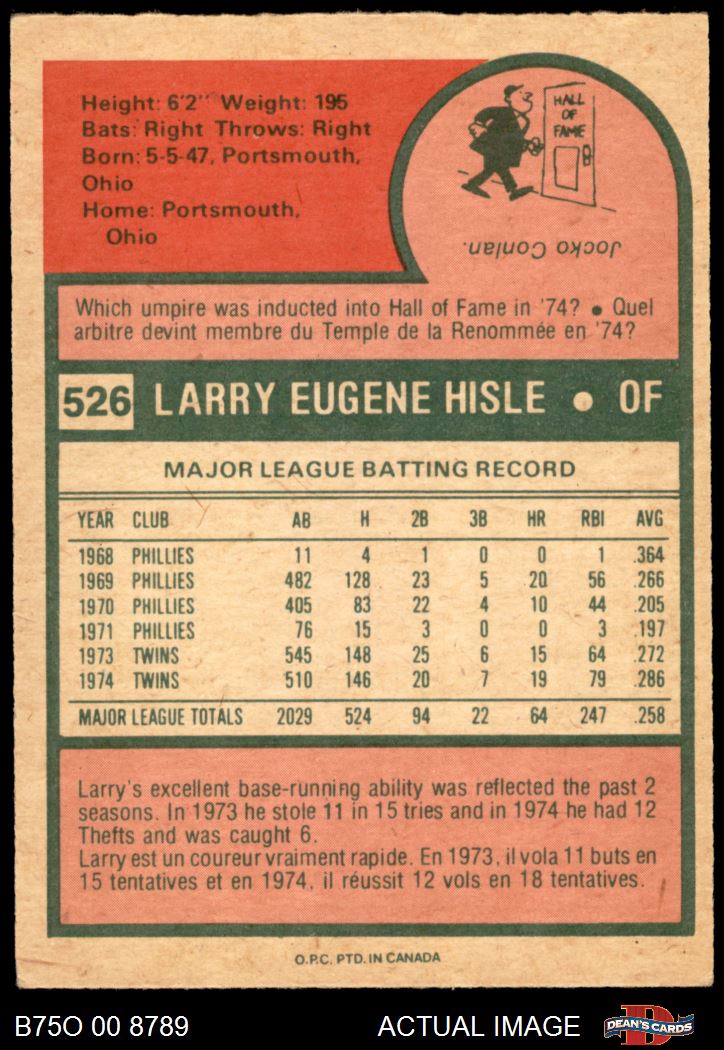 Height: 6'2" Weight: 195
Bats: Right Throws: Right
Born: 5-5-47, Portsmouth,
Ohio
Home: Portsmouth,
Ohio
HALL
OF
FAME
Jocko Conlan.
Which umpire was inducted into Hall of Fame in '74? • Quel
arbitre devint membre du Temple de la Renommée en '74?
526 LARRY EUGENE HISLE • OF
MAJOR LEAGUE BATTING RECORD
YEAR CLUB AB H 2B 3B HR RBI AVG
1968 PHILLIES 11 4 1 0 0 1 .364
1969 PHILLIES 482 128 23 5 20 56 .266
1970 PHILLIES 405 83 22 4 10 44 .205
1971 PHILLIES 76 15 3 0 0 3 .197
1973 TWINS 545 148 25 6 15 64 .272
1974 TWINS 510 146 20 7 19 79 .286
MAJOR LEAGUE TOTALS 2029 524 94 22 64 247 .258
Larry's excellent base-running ability was reflected the past 2
seasons. In 1973 he stole 11 in 15 tries and in 1974 he had 12
Thefts and was caught 6.
Larry est un coureur vraiment rapide. En 1973, il vola 11 buts en
15 tentatives et en 1974, il réussit 12 vols en 18 tentatives.
O.P.C. PTD. IN CANADA
B75O 00 8789 ACTUAL IMAGE DEAN'S CARDS